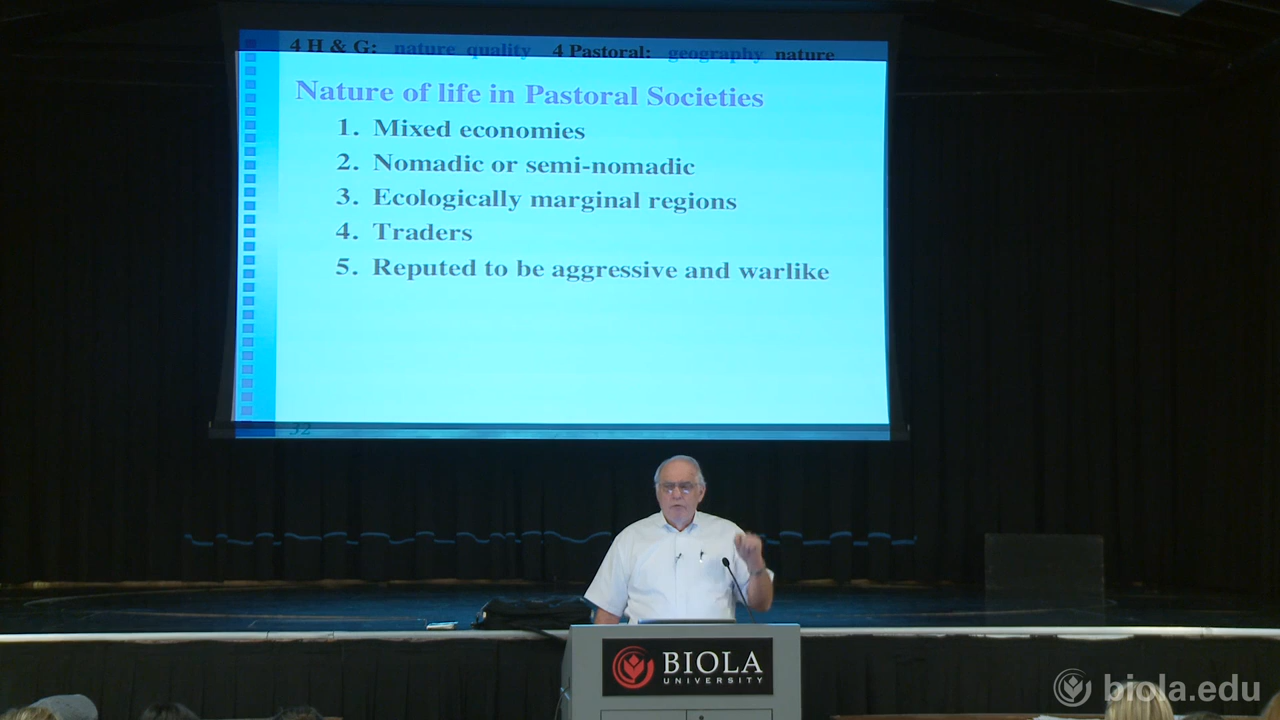 4 H & G: nature quality 4 Pastoral: geography nature
Nature of life in Pastoral Societies
1. Mixed economies
2. Nomadic or semi-nomadic
3. Ecologically marginal regions
4. Traders
5. Reputed to be aggressive and warlike
32
BIOLA
UNIVERSITY
biola.edu